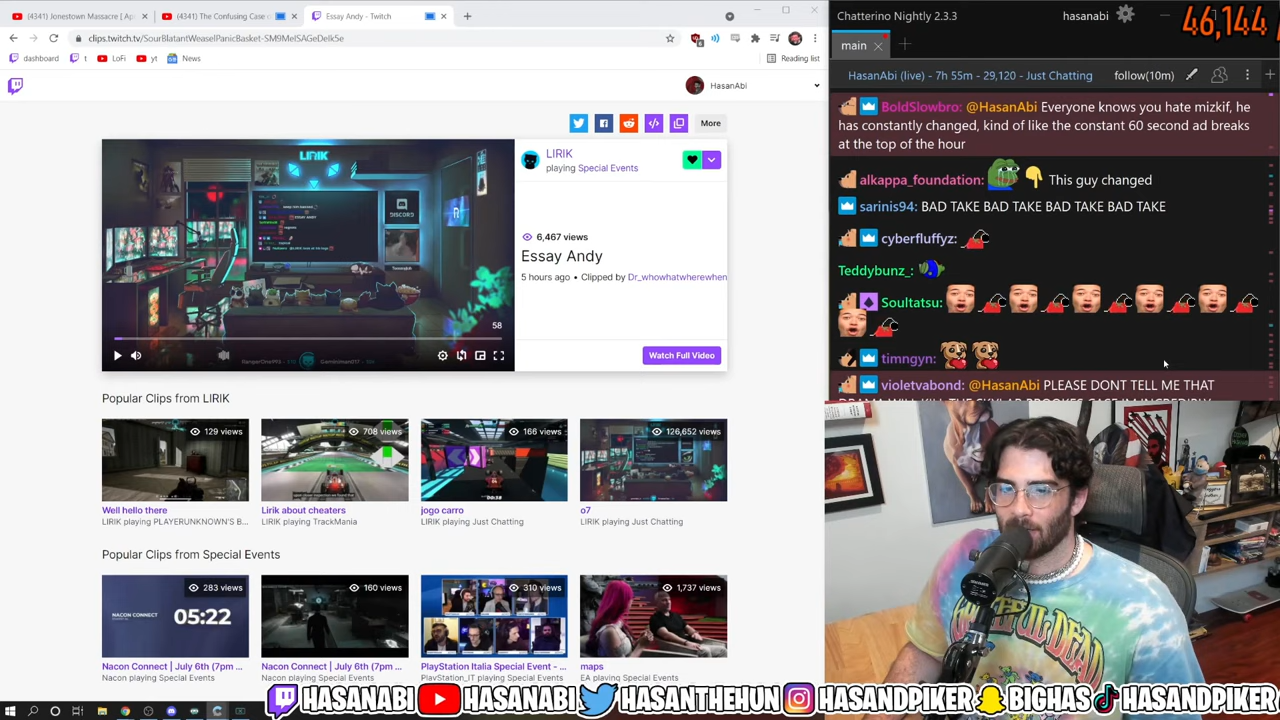 (4341) Jonestown Massacre [ Ap
(4341) The Confusing Case o
Essay Andy - Twitch
clips.twitch.tv/SourBlatantWeaselPanicBasket-SM9MelSAGeDeIk5e
dashboard
t
LoFi
yt
News
Reading list
HasanAbi
More
LIRIK
playing Special Events
6,467 views
Essay Andy
5 hours ago • Clipped by Dr_whowhatwherewhen
58
Watch Full Video
LIRIK
DISCORD
Popular Clips from LIRIK
129 views
708 views
166 views
126,652 views
Well hello there
LIRIK playing PLAYERUNKNOWN'S B...
Lirik about cheaters
LIRIK playing TrackMania
jogo carro
LIRIK playing Just Chatting
o7
LIRIK playing Just Chatting
Popular Clips from Special Events
283 views
160 views
310 views
1,737 views
NACON CONNECT
05:22
Nacon Connect | July 6th (7pm ...
Nacon playing Special Events
Nacon Connect | July 6th (7pm ...
Nacon playing Special Events
PlayStation Italia Special Event - ...
PlayStation_IT playing Special Events
maps
EA playing Special Events
Chatterino Nightly 2.3.3
hasanabi
46,144
main
HasanAbi (live) - 7h 55m - 29,120 - Just Chatting
follow(10m)
BoldSlowbro: @HasanAbi Everyone knows you hate mizkif, he
has constantly changed, kind of like the constant 60 second ad breaks
at the top of the hour
alkappa_foundation: This guy changed
sarinis94: BAD TAKE BAD TAKE BAD TAKE BAD TAKE
cyberfluffyz:
Teddybunz_:
Soultatsu:
timngyn:
violetvabond: @HasanAbi PLEASE DONT TELL ME THAT
HASANABI
HASANABI
HASANTHEHUN
HASANDPIKER
BIGHAS
HASANDPIKER